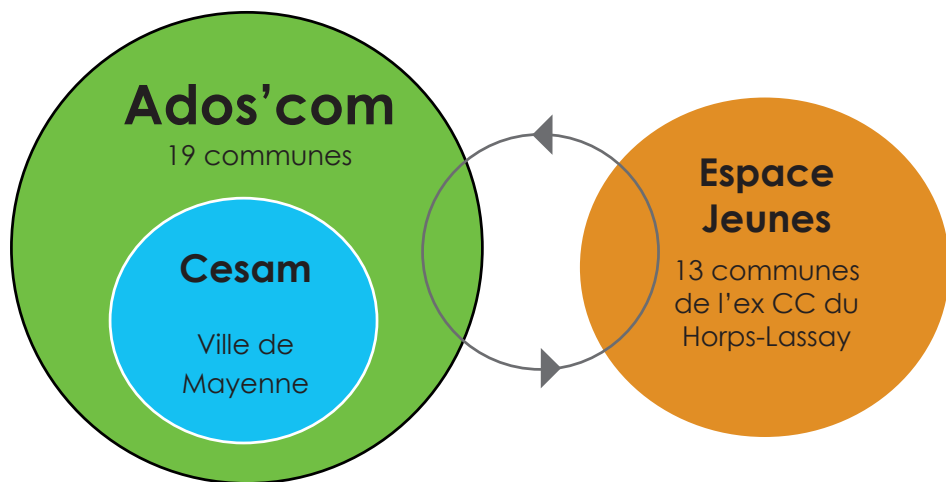 Ados’com
19 communes
Cesam
Ville de
Mayenne
Espace
Jeunes
13 communes
de l’ex CC du
Horps-Lassay